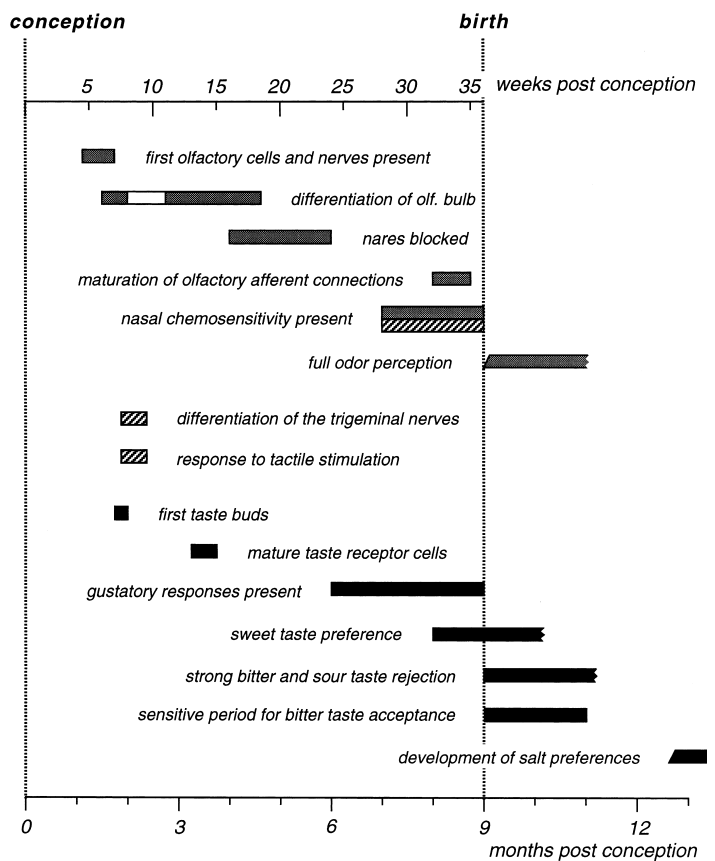 conception birth
5 10 15 20 25 30 35 weeks post conception
first olfactory cells and nerves present
differentiation of olf. bulb
nares blocked
maturation of olfactory afferent connections
nasal chemosensitivity present
full odor perception
differentiation of the trigeminal nerves
response to tactile stimulation
first taste buds
mature taste receptor cells
gustatory responses present
sweet taste preference
strong bitter and sour taste rejection
sensitive period for bitter taste acceptance
development of salt preferences
0 3 6 9 12
months post conception